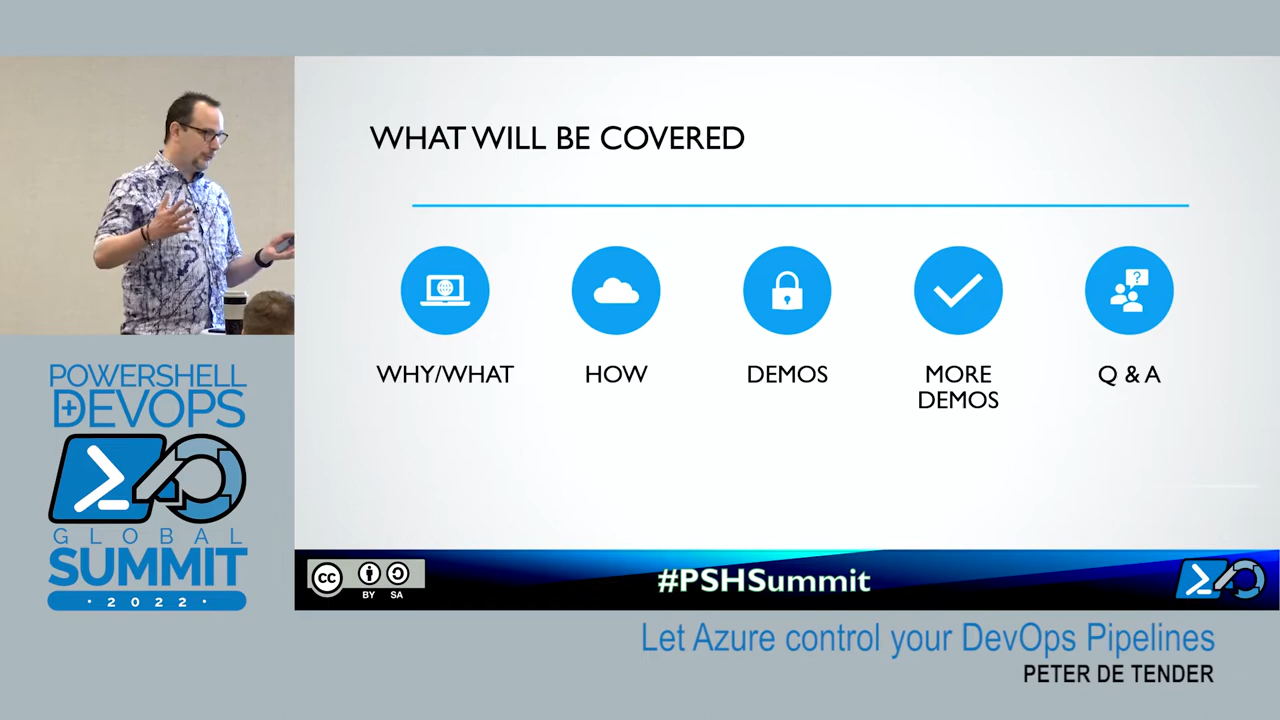 WHAT WILL BE COVERED
WHY/WHAT
HOW
DEMOS
MORE
DEMOS
Q & A
?
POWERSHELL
+DEVOPS
GLOBAL
SUMMIT
· 2022 ·
cc
BY SA
#PSHSummit
Let Azure control your DevOps Pipelines
PETER DE TENDER